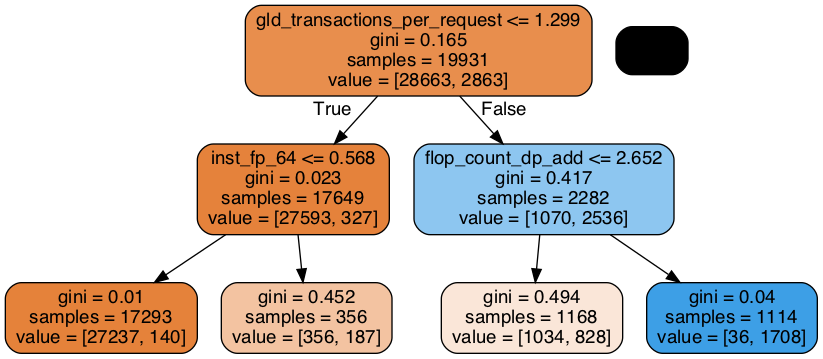 gld_transactions_per_request <= 1.299
gini = 0.165
samples = 19931
value = [28663, 2863]
True
False
inst_fp_64 <= 0.568
gini = 0.023
samples = 17649
value = [27593, 327]
flop_count_dp_add <= 2.652
gini = 0.417
samples = 2282
value = [1070, 2536]
gini = 0.01
samples = 17293
value = [27237, 140]
gini = 0.452
samples = 356
value = [356, 187]
gini = 0.494
samples = 1168
value = [1034, 828]
gini = 0.04
samples = 1114
value = [36, 1708]